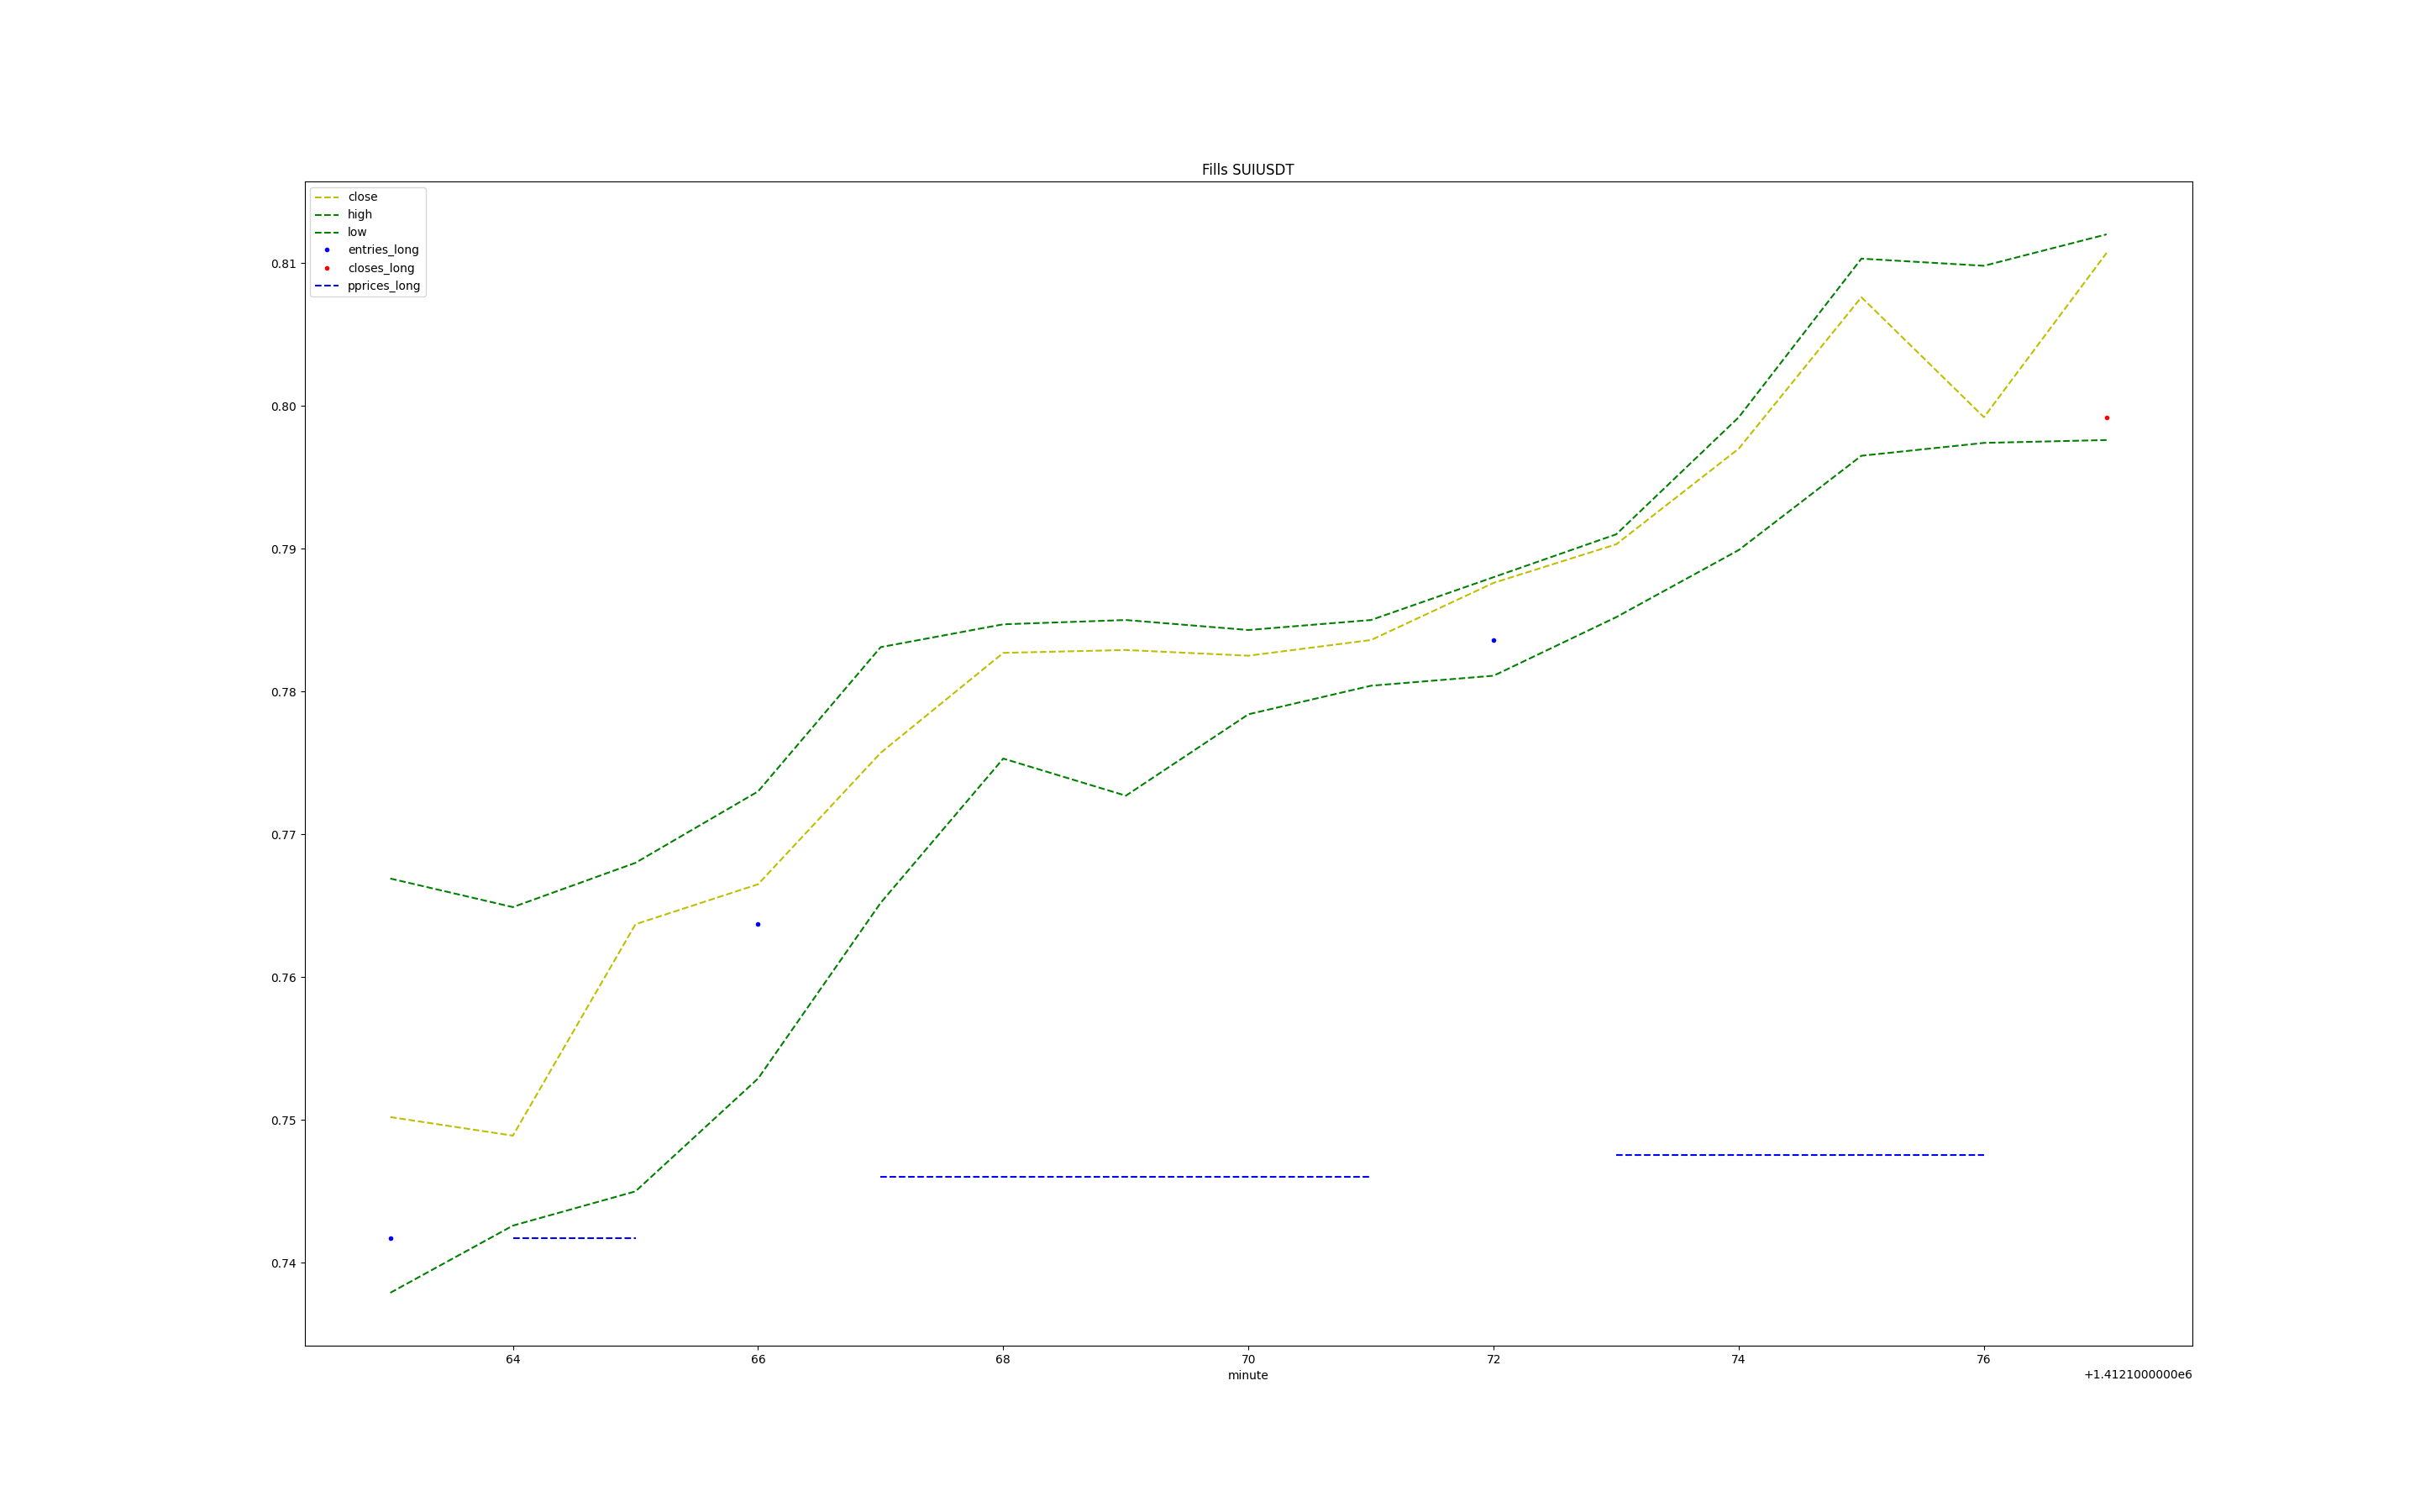 Fills SUIUSDT
close
high
low
entries_long
closes_long
pprices_long
0.81
0.80
0.79
0.78
0.77
0.76
0.75
0.74
64 66 68 70 72 74 76
minute
+1.4121000000e6